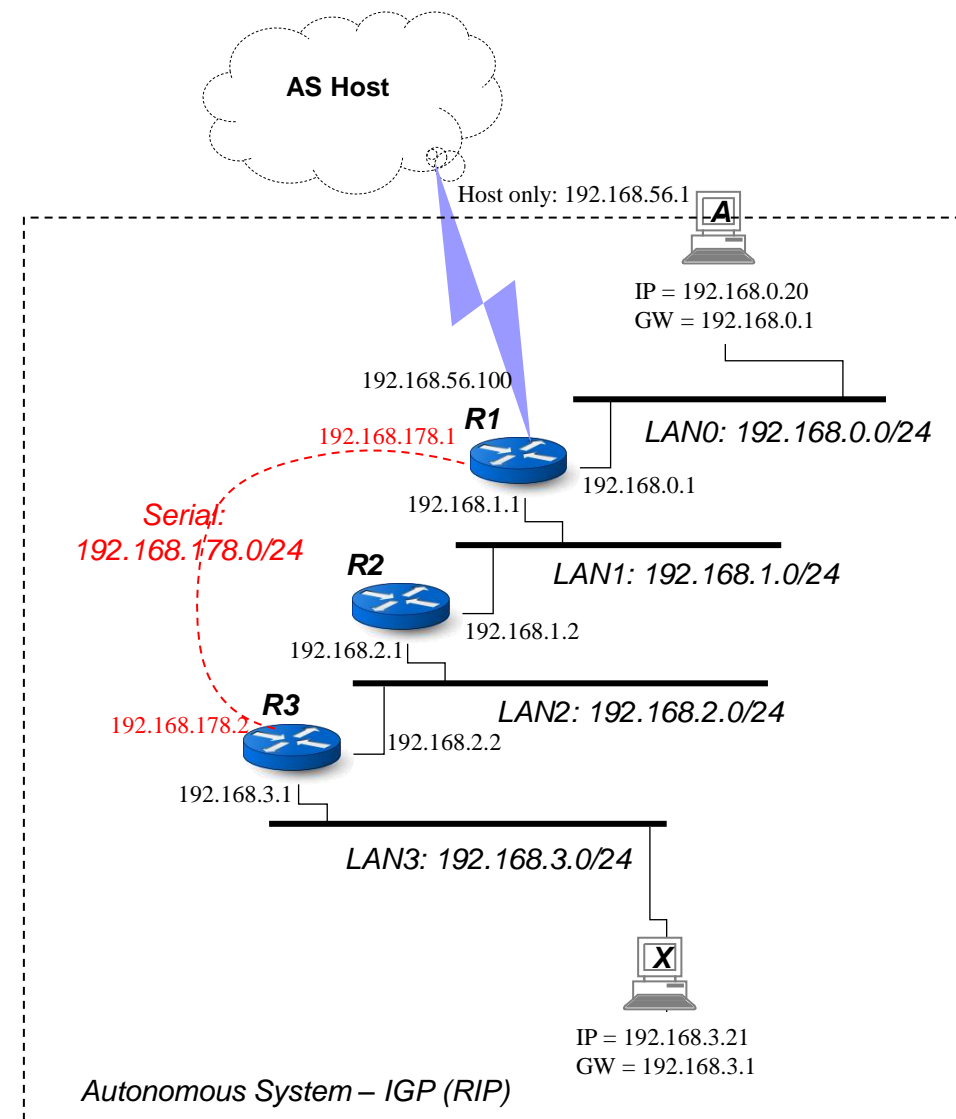 AS Host
Host only: 192.168.56.1
A
IP = 192.168.0.20
GW = 192.168.0.1
192.168.56.100
R1
LAN0: 192.168.0.0/24
192.168.178.1
192.168.0.1
192.168.1.1
Serial:
192.168.178.0/24
R2
LAN1: 192.168.1.0/24
192.168.1.2
192.168.2.1
R3
LAN2: 192.168.2.0/24
192.168.178.2
192.168.2.2
192.168.3.1
LAN3: 192.168.3.0/24
X
IP = 192.168.3.21
GW = 192.168.3.1
Autonomous System – IGP (RIP)